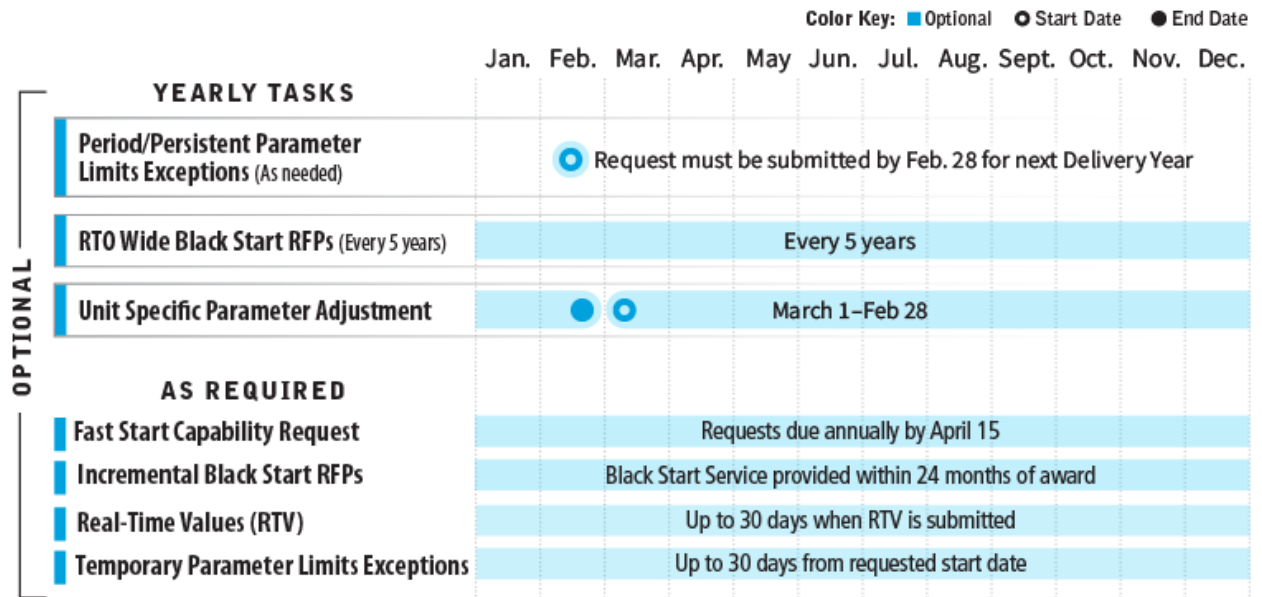 Color Key: Optional Start Date End Date
Jan. Feb. Mar. Apr. May Jun. Jul. Aug. Sept. Oct. Nov. Dec.
OPTIONAL
YEARLY TASKS
Period/Persistent Parameter
Limits Exceptions (As needed)
Request must be submitted by Feb. 28 for next Delivery Year
RTO Wide Black Start RFPs (Every 5 years)
Every 5 years
Unit Specific Parameter Adjustment
March 1–Feb 28
AS REQUIRED
Fast Start Capability Request
Requests due annually by April 15
Incremental Black Start RFPs
Black Start Service provided within 24 months of award
Real-Time Values (RTV)
Up to 30 days when RTV is submitted
Temporary Parameter Limits Exceptions
Up to 30 days from requested start date